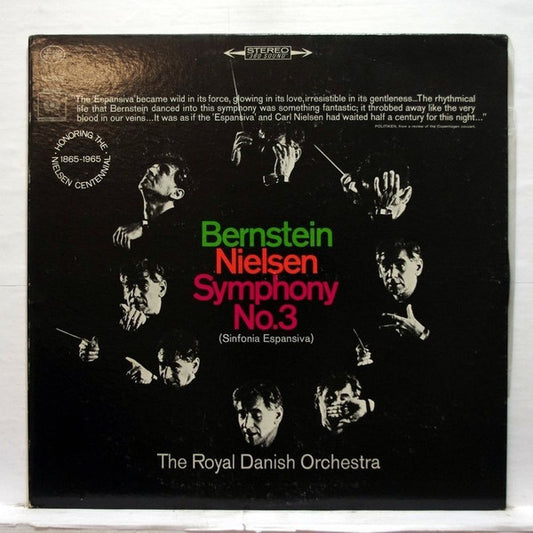 STEREO
360 SOUND
"The 'Espansiva' became wild in its force, glowing in its love, irresistible in its gentleness...The rhythmical
life that Bernstein danced into this symphony was something fantastic; it throbbed away like the very
blood in our veins...It was as if the 'Espansiva' and Carl Nielsen had waited half a century for this night..."
POLITIKEN, from a review of the Copenhagen concert.
• HONORING THE •
1865-1965
NIELSEN CENTENNIAL
Bernstein
Nielsen
Symphony
No.3
(Sinfonia Espansiva)
The Royal Danish Orchestra